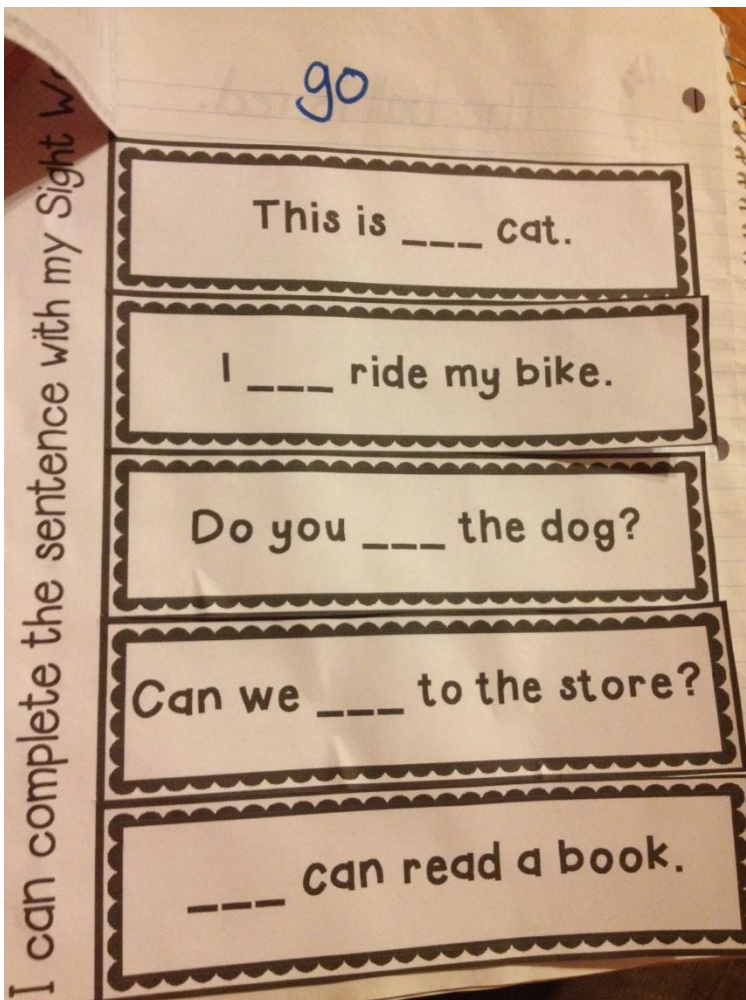 go
This is ___ cat.
I ___ ride my bike.
Do you ___ the dog?
Can we ___ to the store?
___ can read a book.
I can complete the sentence with my Sight